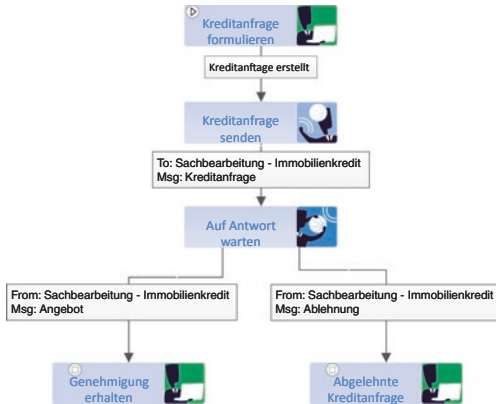 Kreditanfrage
formulieren
Kreditanftage erstellt
Kreditanfrage
senden
To: Sachbearbeitung - Immobilienkredit
Msg: Kreditanfrage
Auf Antwort
warten
From: Sachbearbeitung - Immobilienkredit
Msg: Angebot
From: Sachbearbeitung - Immobilienkredit
Msg: Ablehnung
Genehmigung
erhalten
Abgelehnte
Kreditanfrage